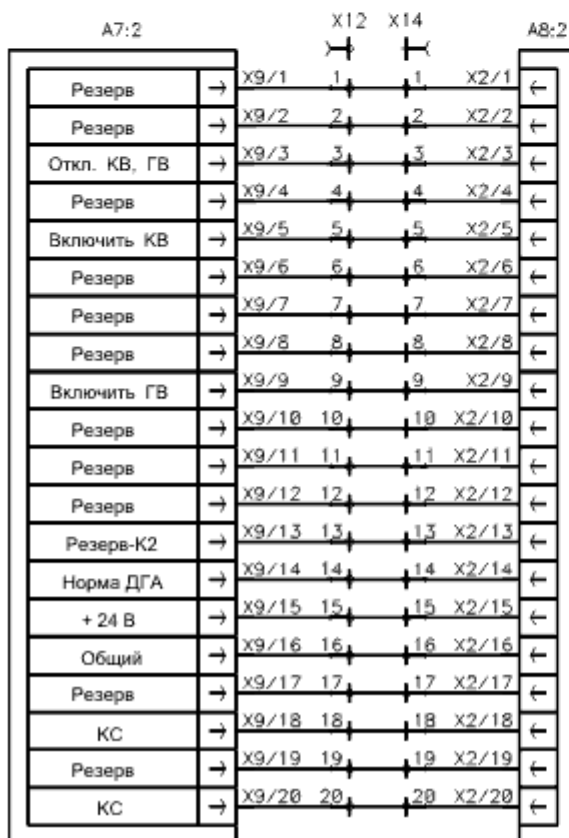 A7:2 X12 X14 A8:2
Резерв X9/1 1 1 X2/1
Резерв X9/2 2 2 X2/2
Откл. КВ, ГВ X9/3 3 3 X2/3
Резерв X9/4 4 4 X2/4
Включить КВ X9/5 5 5 X2/5
Резерв X9/6 6 6 X2/6
Резерв X9/7 7 7 X2/7
Резерв X9/8 8 8 X2/8
Включить ГВ X9/9 9 9 X2/9
Резерв X9/10 10 10 X2/10
Резерв X9/11 11 11 X2/11
Резерв X9/12 12 12 X2/12
Резерв-К2 X9/13 13 13 X2/13
Норма ДГА X9/14 14 14 X2/14
+ 24 В X9/15 15 15 X2/15
Общий X9/16 16 16 X2/16
Резерв X9/17 17 17 X2/17
КС X9/18 18 18 X2/18
Резерв X9/19 19 19 X2/19
КС X9/20 20 20 X2/20